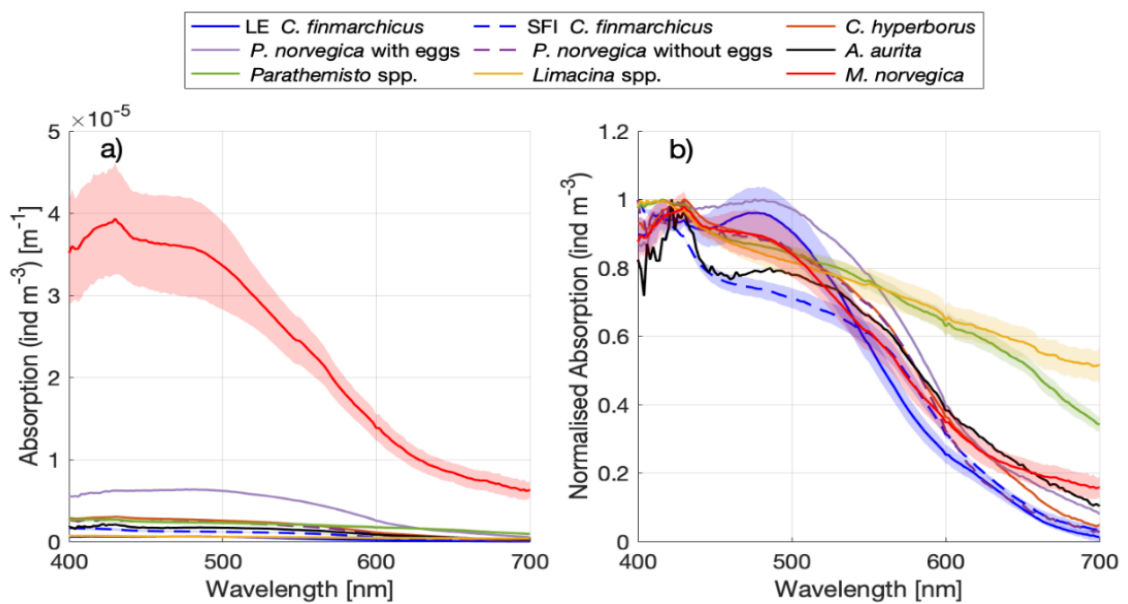 LE C. finmarchicus SFI C. finmarchicus C. hyperborus
P. norvegica with eggs P. norvegica without eggs A. aurita
Parathemisto spp. Limacina spp. M. norvegica
×10⁻⁵
a)
Absorption (ind m⁻³) [m⁻¹]
5
4
3
2
1
0
400 500 600 700
Wavelength [nm]
b)
Normalised Absorption (ind m⁻³)
1.2
1
0.8
0.6
0.4
0.2
0
400 500 600 700
Wavelength [nm]